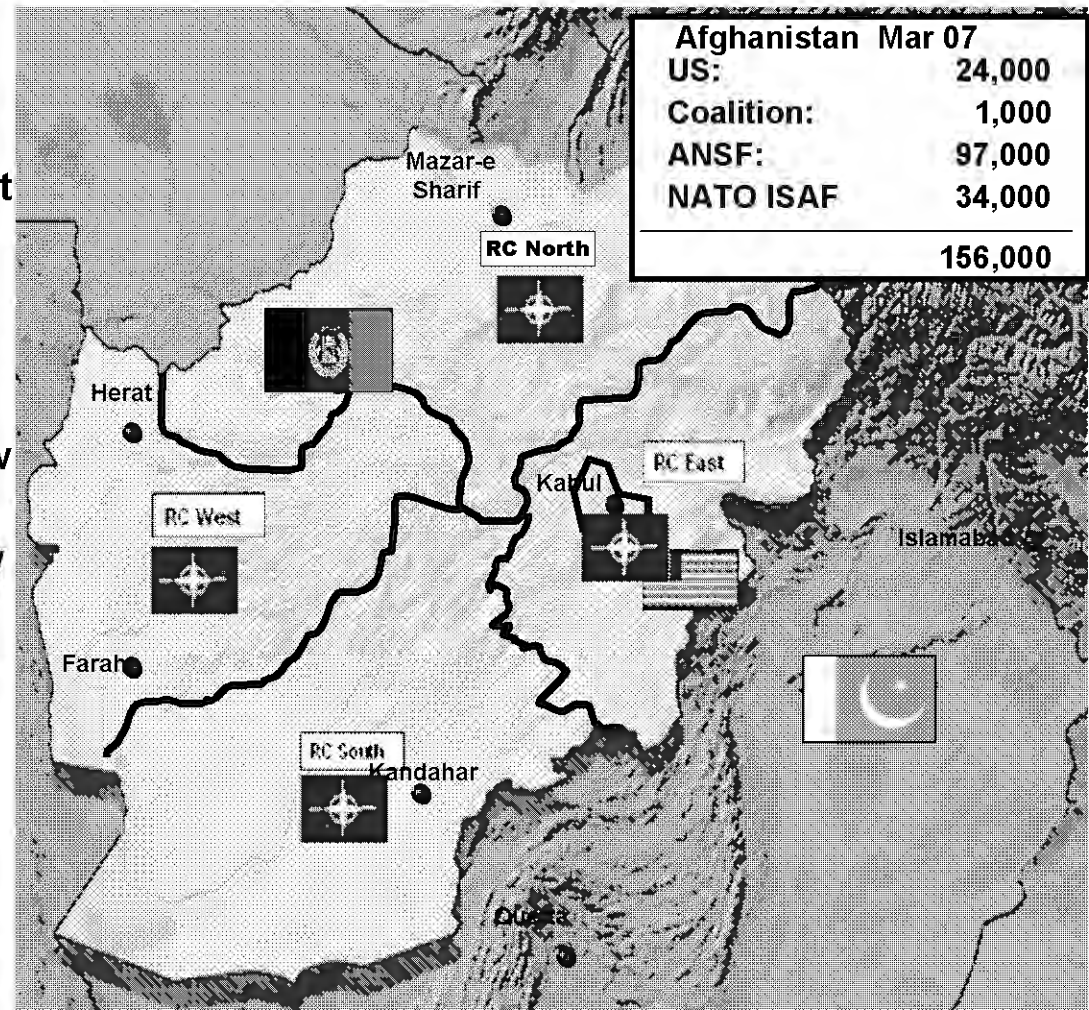 Afghanistan Mar 07
US: 24,000
Coalition: 1,000
ANSF: 97,000
NATO ISAF 34,000
156,000
t
Mazar-e
Sharif
RC North
Herat
w
RC East
Kabul
RC West
Islamabad
Farah
RC South
Kandahar
Quetta